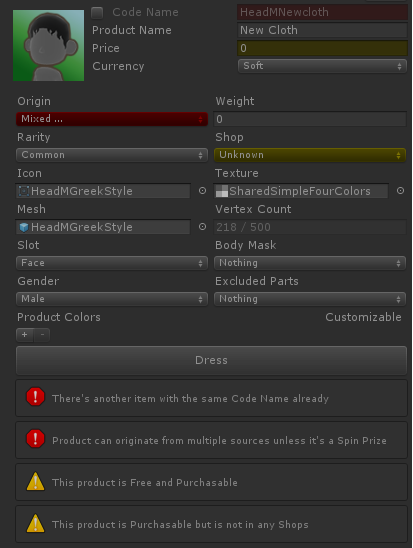 Code Name HeadMNewcloth
Product Name New Cloth
Price 0
Currency Soft
Origin Weight
Mixed ... 0
Rarity Shop
Common Unknown
Icon Texture
HeadMGreekStyle SharedSimpleFourColors
Mesh Vertex Count
HeadMGreekStyle 218 / 500
Slot Body Mask
Face Nothing
Gender Excluded Parts
Male Nothing
Product Colors Customizable
+ -
Dress
There's another item with the same Code Name already
Product can originate from multiple sources unless it's a Spin Prize
This product is Free and Purchasable
This product is Purchasable but is not in any Shops